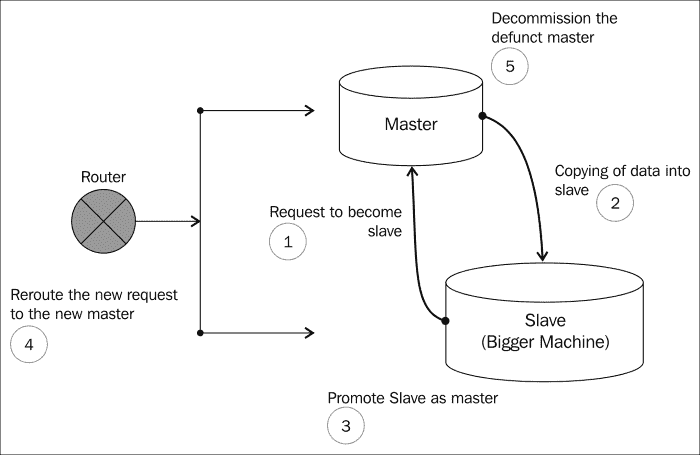 Decommission the
defunct master
5
Master
Router
Copying of data into
slave
2
Request to become
slave
1
Reroute the new request
to the new master
4
Slave
(Bigger Machine)
Promote Slave as master
3